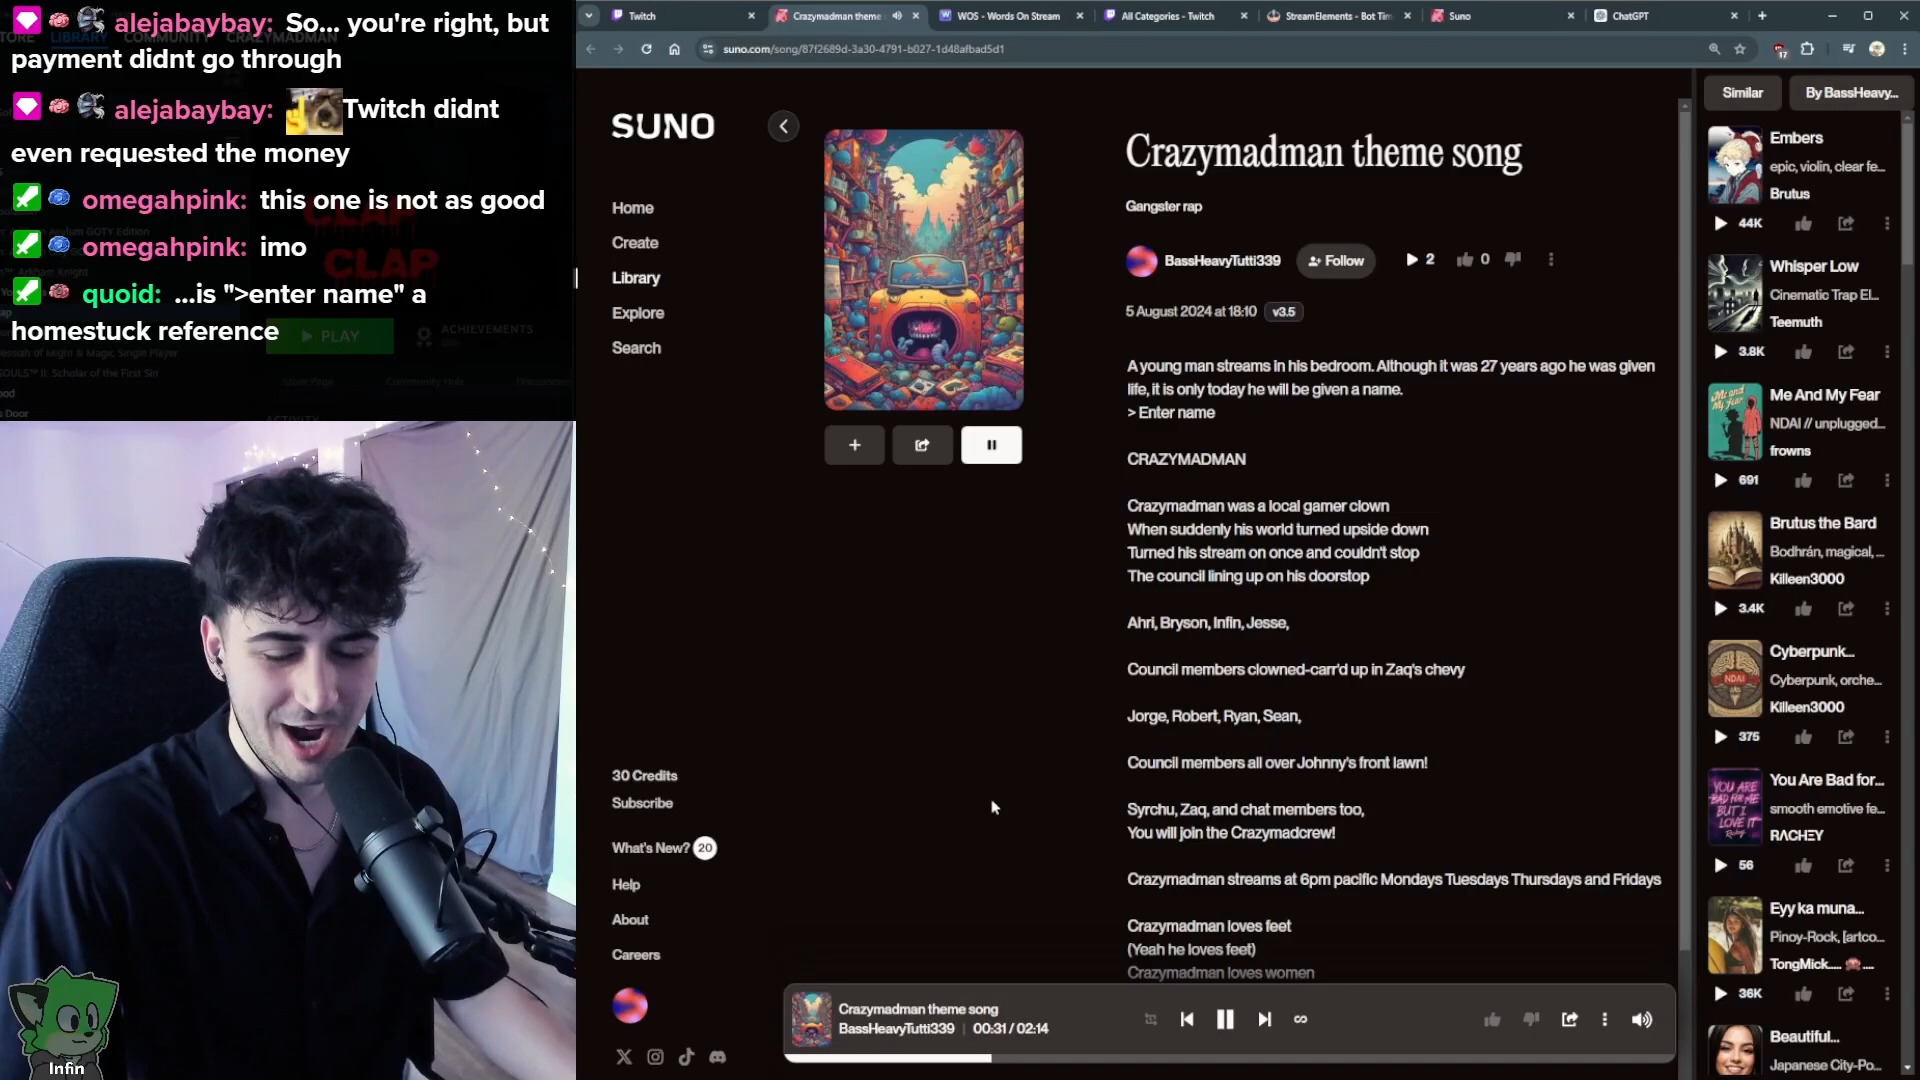 alejabaybay: So... you're right, but
payment didnt go through
alejabaybay: Twitch didnt
even requested the money
omegahpink: this one is not as good
omegahpink: imo
quoid: ...is ">enter name" a
homestuck reference
LIBRARY COMMUNITY CRAZYMADMAN
CLAP
CLAP
PLAY
ACHIEVEMENTS
Infin
Twitch
Crazymadman theme
WOS - Words On Stream
All Categories - Twitch
StreamElements - Bot Tim
Suno
ChatGPT
suno.com/song/87f2689d-3a30-4791-b027-1d48afbad5d1
17
SUNO
Home
Create
Library
Explore
Search
30 Credits
Subscribe
What's New? 20
Help
About
Careers
Crazymadman theme song
Gangster rap
BassHeavyTutti339
Follow
2
0
5 August 2024 at 18:10 v3.5
A young man streams in his bedroom. Although it was 27 years ago he was given
life, it is only today he will be given a name.
> Enter name
CRAZYMADMAN
Crazymadman was a local gamer clown
When suddenly his world turned upside down
Turned his stream on once and couldn't stop
The council lining up on his doorstop
Ahri, Bryson, Infin, Jesse,
Council members clowned-carr'd up in Zaq's chevy
Jorge, Robert, Ryan, Sean,
Council members all over Johnny's front lawn!
Syrchu, Zaq, and chat members too,
You will join the Crazymadcrew!
Crazymadman streams at 6pm pacific Mondays Tuesdays Thursdays and Fridays
Crazymadman loves feet
(Yeah he loves feet)
Crazymadman loves women
Crazymadman theme song
BassHeavyTutti339 | 00:31 / 02:14
Similar
By BassHeavy...
Embers
epic, violin, clear fe...
Brutus
44K
Whisper Low
Cinematic Trap El...
Teemuth
3.8K
Me And My Fear
NDAI // unplugged...
frowns
691
Brutus the Bard
Bodhrán, magical, ...
Killeen3000
3.4K
Cyberpunk...
Cyberpunk, orche...
Killeen3000
375
You Are Bad for...
smooth emotive fe...
RΛCHEY
56
Eyy ka muna...
Pinoy-Rock, [artco...
TongMick..... ....
36K
Beautiful...
Japanese City-Po...